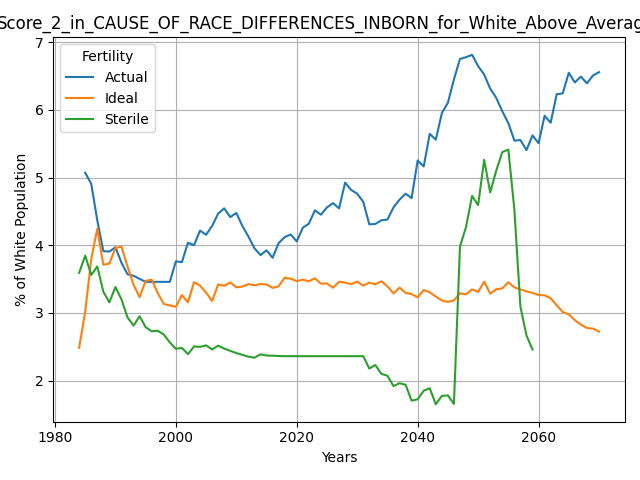 Score_2_in_CAUSE_OF_RACE_DIFFERENCES_INBORN_for_White_Above_Averag
7
Fertility
Actual
Ideal
Sterile
6
5
4
3
2
% of White Population
1980
2000
2020
2040
2060
Years